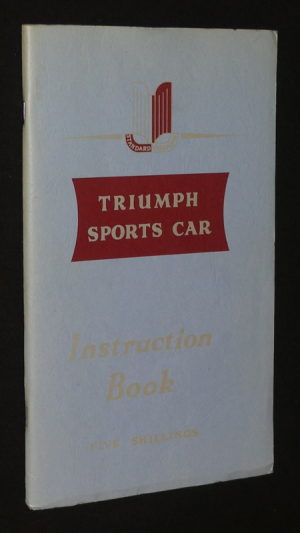 STANDARD
TRIUMPH
SPORTS CAR
Instruction
Book
FIVE SHILLINGS